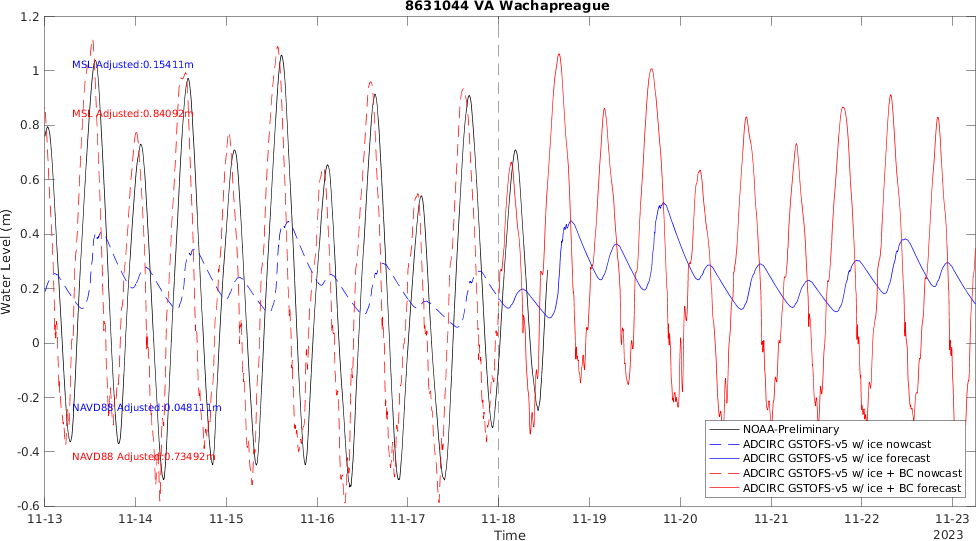 8631044 VA Wachapreague
1.2
1
0.8
0.6
0.4
0.2
0
-0.2
-0.4
-0.6
Water Level (m)
MSL Adjusted:0.15411m
MSL Adjusted:0.84092m
NAVD88 Adjusted:0.048111m
NAVD88 Adjusted:0.73492m
NOAA-Preliminary
ADCIRC GSTOFS-v5 w/ ice nowcast
ADCIRC GSTOFS-v5 w/ ice forecast
ADCIRC GSTOFS-v5 w/ ice + BC nowcast
ADCIRC GSTOFS-v5 w/ ice + BC forecast
11-13 11-14 11-15 11-16 11-17 11-18 11-19 11-20 11-21 11-22 11-23
Time
2023